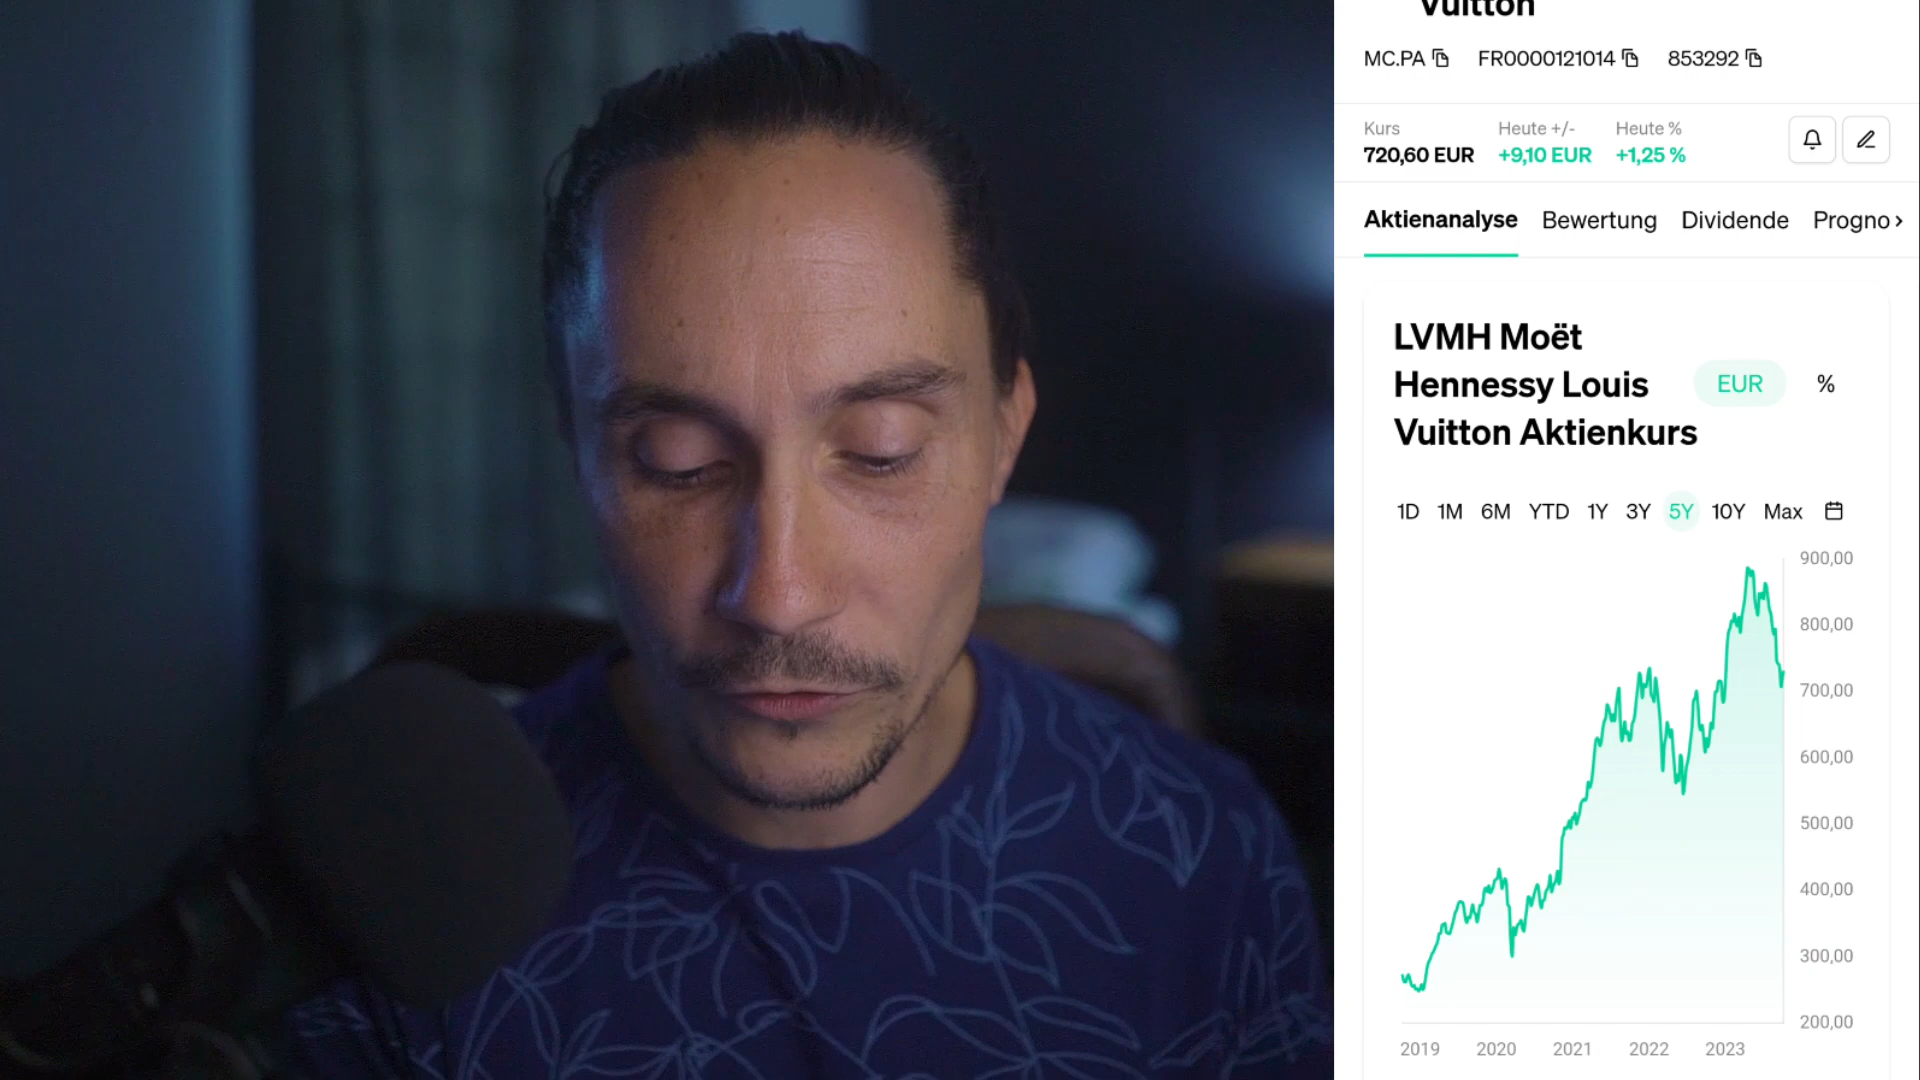 Vuitton
MC.PA FR0000121014 853292
Kurs Heute +/- Heute %
720,60 EUR +9,10 EUR +1,25 %
Aktienanalyse Bewertung Dividende Progno
LVMH Moët
Hennessy Louis
Vuitton Aktienkurs
EUR %
1D 1M 6M YTD 1Y 3Y 5Y 10Y Max
900,00
800,00
700,00
600,00
500,00
400,00
300,00
200,00
2019 2020 2021 2022 2023